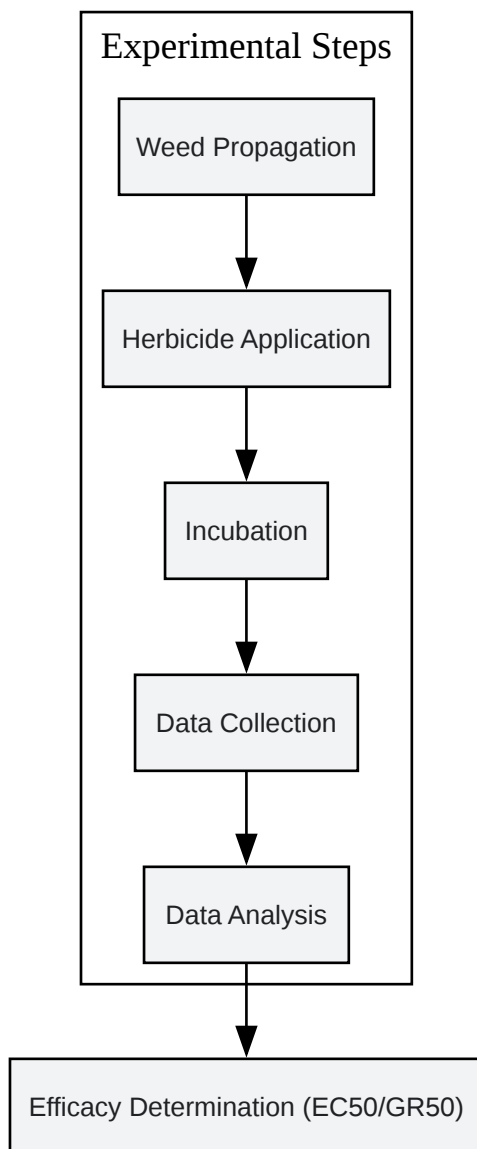 Experimental Steps
Weed Propagation
Herbicide Application
Incubation
Data Collection
Data Analysis
Efficacy Determination (EC50/GR50)